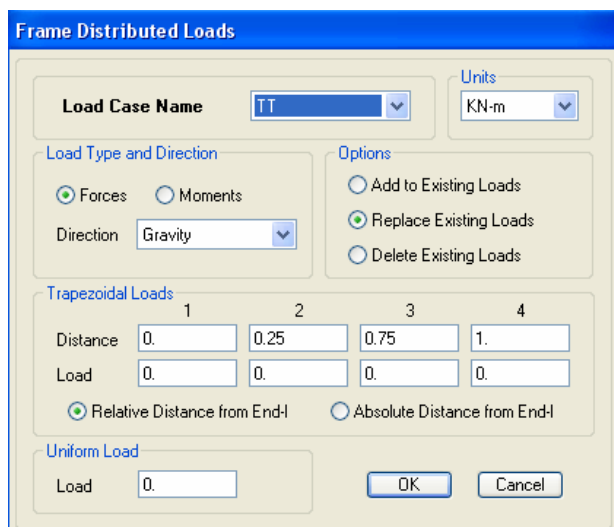 Frame Distributed Loads
Units
Load Case Name TT KN-m
Load Type and Direction
Forces Moments
Direction Gravity
Options
Add to Existing Loads
Replace Existing Loads
Delete Existing Loads
Trapezoidal Loads
1 2 3 4
Distance 0. 0.25 0.75 1.
Load 0. 0. 0. 0.
Relative Distance from End-I Absolute Distance from End-I
Uniform Load
Load 0.
OK Cancel